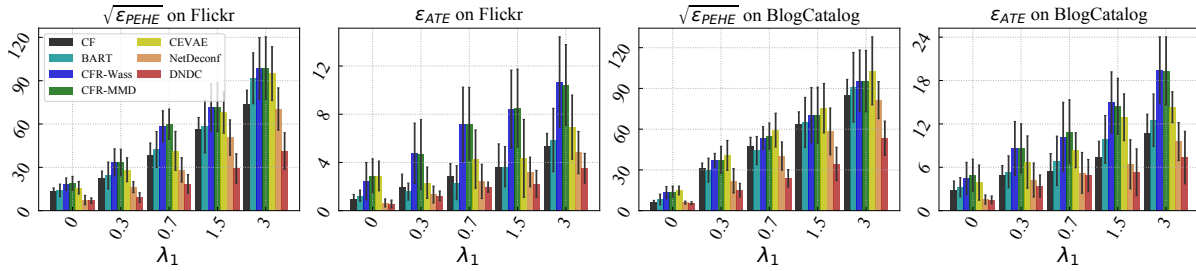 √ε_PEHE on Flickr
120
90
60
30
0
CF
BART
CFR-Wass
CFR-MMD
CEVAE
NetDeconf
DNDC
0
0.3
0.7
1.5
3
λ₁
ε_ATE on Flickr
12
8
4
0
0
0.3
0.7
1.5
3
λ₁
√ε_PEHE on BlogCatalog
120
90
60
30
0
0
0.3
0.7
1.5
3
λ₁
ε_ATE on BlogCatalog
24
18
12
6
0
0
0.3
0.7
1.5
3
λ₁